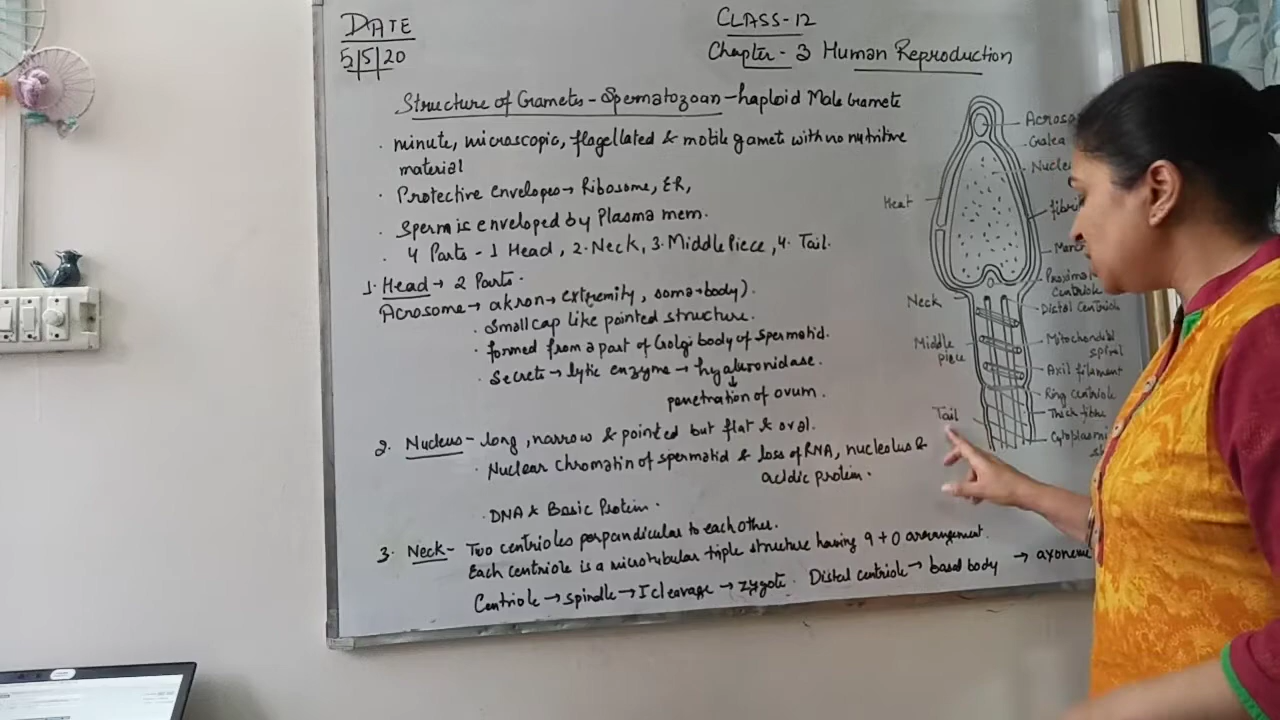 DATE
5/5/20
CLASS-12
Chapter - 3 Human Reproduction
Structure of Gametes - Spermatozoan - haploid Male Gamete
. minute, microscopic, flagellated & motile gamete with no nutritive
material
. Protective envelopes → Ribosome, ER,
. Sperm is enveloped by Plasma mem.
. 4 Parts - 1 Head, 2. Neck, 3. Middle Piece, 4. Tail.
1. Head → 2 Parts.
Acrosome → akron → extremity, soma → body).
. Small cap like pointed structure.
. formed from a part of Golgi body of spermatid.
. Secrets → lytic enzyme → hyaluronidase.
↓
penetration of ovum.
2. Nucleus - long, narrow & pointed but flat & oval.
. Nuclear chromatin of spermatid & loss of RNA, nucleolus &
acidic protein.
. DNA & Basic Protein.
3. Neck - Two centrioles perpandicular to each other.
Each centriole is a microtubular triple structure having 9 + 0 arrangement.
Centriole → spindle → I cleavage → zygote. Distal centriole → basal body → axoneme
Galea
Heat
Neck
Distal Centriole
Middle
piece
Mitochondial
spiral
Axil filament
Ring centriole
Tail
Thick fibre